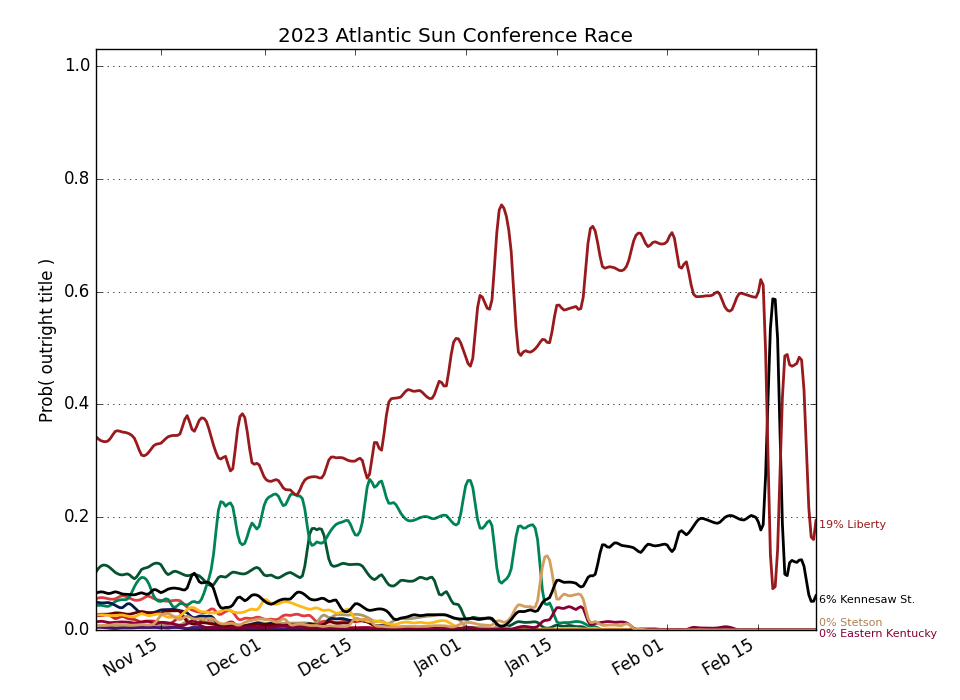 2023 Atlantic Sun Conference Race
Prob( outright title )
1.0
0.8
0.6
0.4
0.2
0.0
19% Liberty
6% Kennesaw St.
0% Stetson
0% Eastern Kentucky
Nov 15
Dec 01
Dec 15
Jan 01
Jan 15
Feb 01
Feb 15